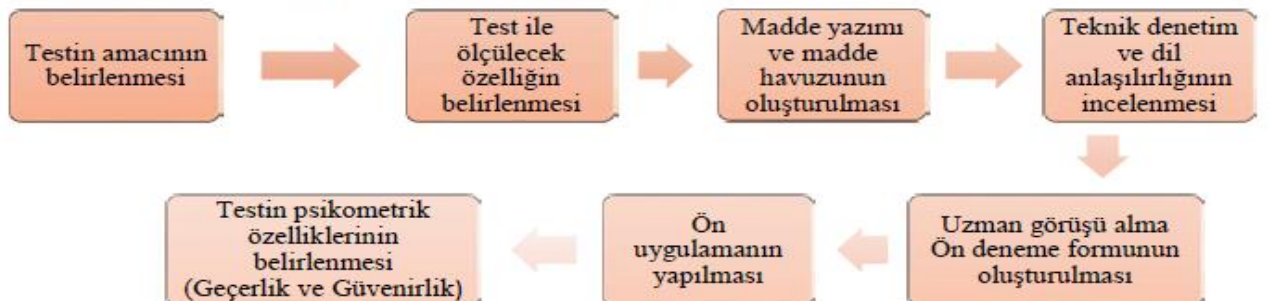 Testin amacının
belirlenmesi
Test ile
ölçülecek
özelliğin
belirlenmesi
Madde yazımı
ve madde
havuzunun
oluşturulması
Teknik denetim
ve dil
anlaşılırlığının
incelenmesi
Uzman görüşü alma
Ön deneme formunun
oluşturulması
Ön
uygulamanın
yapılması
Testin psikometrik
özelliklerinin
belirlenmesi
(Geçerlik ve Güvenirlik)